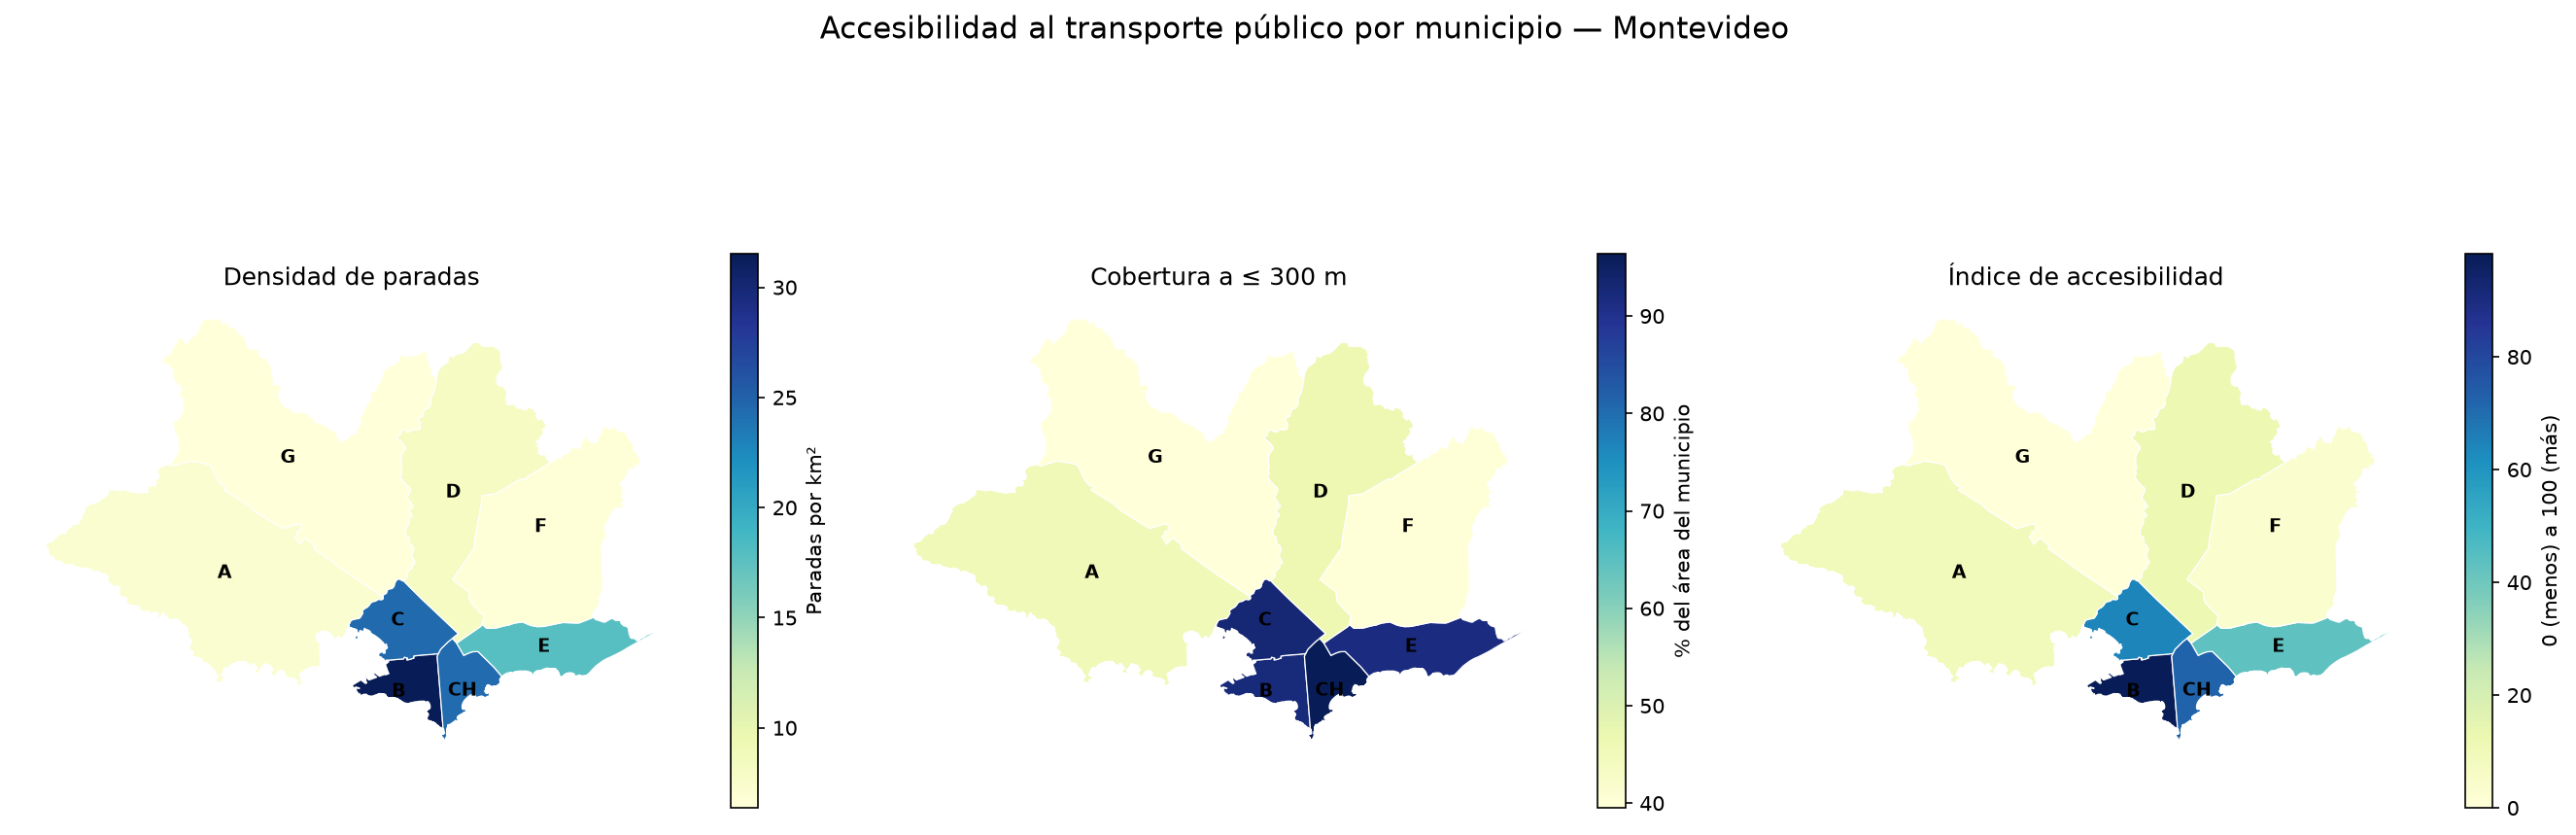 Accesibilidad al transporte público por municipio — Montevideo
Densidad de paradas
G
D
F
A
C
E
B
CH
30
25
20
15
10
Paradas por km²
Cobertura a ≤ 300 m
G
D
F
A
C
E
B
CH
90
80
70
60
50
40
% del área del municipio
Índice de accesibilidad
G
D
F
A
C
E
B
CH
80
60
40
20
0
0 (menos) a 100 (más)